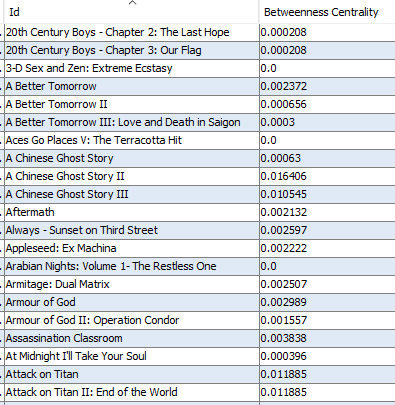 Id Betweenness Centrality
20th Century Boys - Chapter 2: The Last Hope 0.000208
20th Century Boys - Chapter 3: Our Flag 0.000208
3-D Sex and Zen: Extreme Ecstasy 0.0
A Better Tomorrow 0.002372
A Better Tomorrow II 0.000656
A Better Tomorrow III: Love and Death in Saigon 0.0003
Aces Go Places V: The Terracotta Hit 0.0
A Chinese Ghost Story 0.00063
A Chinese Ghost Story II 0.016406
A Chinese Ghost Story III 0.010545
Aftermath 0.002132
Always - Sunset on Third Street 0.002597
Appleseed: Ex Machina 0.002222
Arabian Nights: Volume 1- The Restless One 0.0
Armitage: Dual Matrix 0.002507
Armour of God 0.002989
Armour of God II: Operation Condor 0.001557
Assassination Classroom 0.003838
At Midnight I'll Take Your Soul 0.000396
Attack on Titan 0.011885
Attack on Titan II: End of the World 0.011885